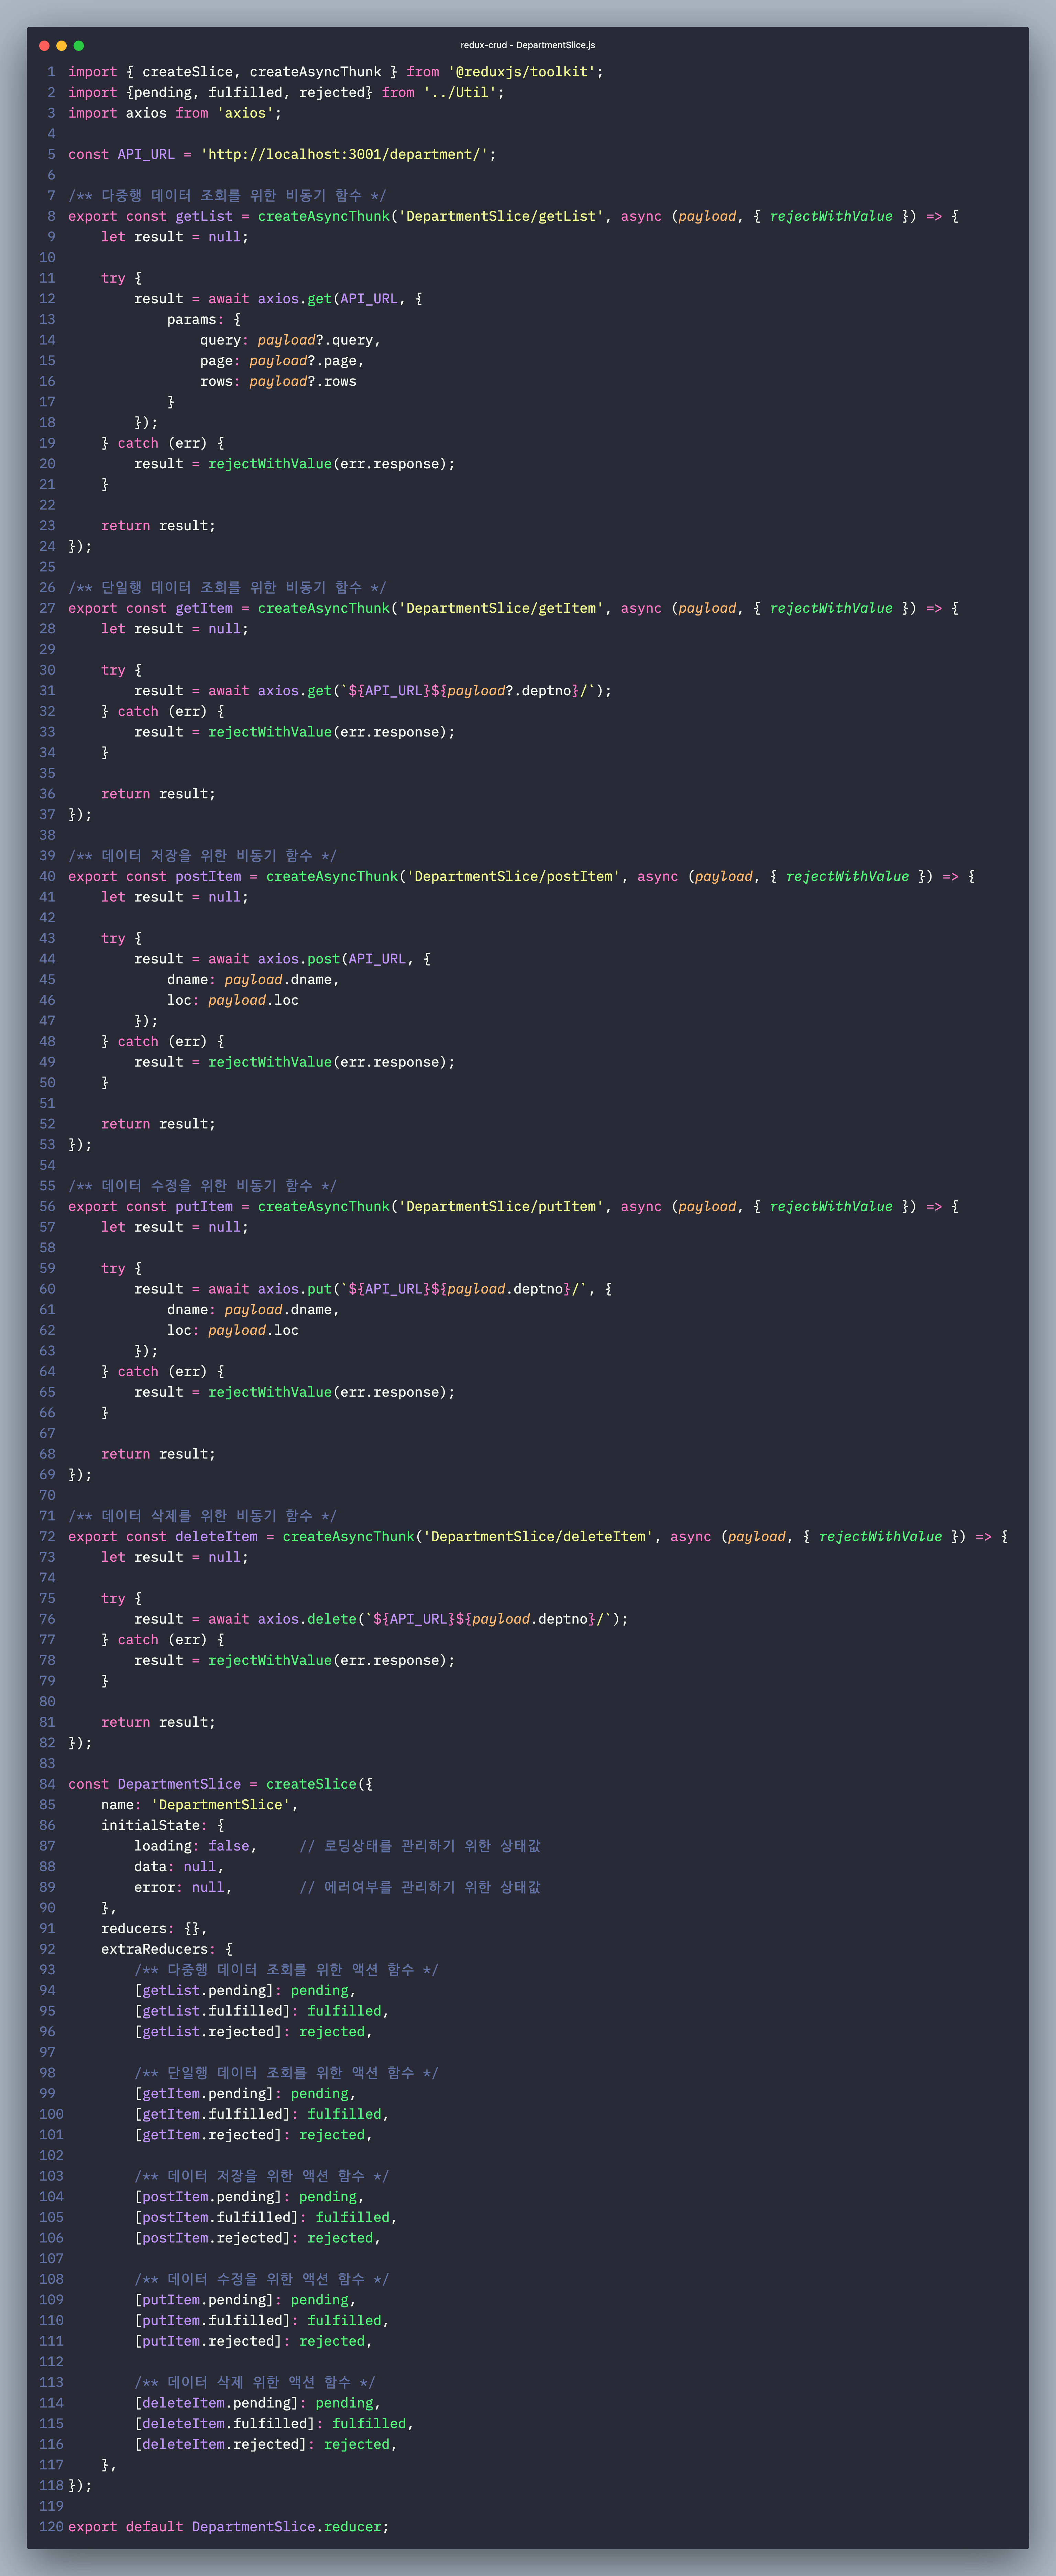 redux-crud - DepartmentSlice.js
1 import { createSlice, createAsyncThunk } from '@reduxjs/toolkit';
2 import {pending, fulfilled, rejected} from '../Util';
3 import axios from 'axios';
4
5 const API_URL = 'http://localhost:3001/department/';
6
7 /** 다중행 데이터 조회를 위한 비동기 함수 */
8 export const getList = createAsyncThunk('DepartmentSlice/getList', async (payload, { rejectWithValue }) => {
9     let result = null;
10
11     try {
12         result = await axios.get(API_URL, {
13             params: {
14                 query: payload?.query,
15                 page: payload?.page,
16                 rows: payload?.rows
17             }
18         });
19     } catch (err) {
20         result = rejectWithValue(err.response);
21     }
22
23     return result;
24 });
25
26 /** 단일행 데이터 조회를 위한 비동기 함수 */
27 export const getItem = createAsyncThunk('DepartmentSlice/getItem', async (payload, { rejectWithValue }) => {
28     let result = null;
29
30     try {
31         result = await axios.get(`${API_URL}${payload?.deptno}/`);
32     } catch (err) {
33         result = rejectWithValue(err.response);
34     }
35
36     return result;
37 });
38
39 /** 데이터 저장을 위한 비동기 함수 */
40 export const postItem = createAsyncThunk('DepartmentSlice/postItem', async (payload, { rejectWithValue }) => {
41     let result = null;
42
43     try {
44         result = await axios.post(API_URL, {
45             dname: payload.dname,
46             loc: payload.loc
47         });
48     } catch (err) {
49         result = rejectWithValue(err.response);
50     }
51
52     return result;
53 });
54
55 /** 데이터 수정을 위한 비동기 함수 */
56 export const putItem = createAsyncThunk('DepartmentSlice/putItem', async (payload, { rejectWithValue }) => {
57     let result = null;
58
59     try {
60         result = await axios.put(`${API_URL}${payload.deptno}/`, {
61             dname: payload.dname,
62             loc: payload.loc
63         });
64     } catch (err) {
65         result = rejectWithValue(err.response);
66     }
67
68     return result;
69 });
70
71 /** 데이터 삭제를 위한 비동기 함수 */
72 export const deleteItem = createAsyncThunk('DepartmentSlice/deleteItem', async (payload, { rejectWithValue }) => {
73     let result = null;
74
75     try {
76         result = await axios.delete(`${API_URL}${payload.deptno}/`);
77     } catch (err) {
78         result = rejectWithValue(err.response);
79     }
80
81     return result;
82 });
83
84 const DepartmentSlice = createSlice({
85     name: 'DepartmentSlice',
86     initialState: {
87         loading: false,     // 로딩상태를 관리하기 위한 상태값
88         data: null,
89         error: null,        // 에러여부를 관리하기 위한 상태값
90     },
91     reducers: {},
92     extraReducers: {
93         /** 다중행 데이터 조회를 위한 액션 함수 */
94         [getList.pending]: pending,
95         [getList.fulfilled]: fulfilled,
96         [getList.rejected]: rejected,
97
98         /** 단일행 데이터 조회를 위한 액션 함수 */
99         [getItem.pending]: pending,
100         [getItem.fulfilled]: fulfilled,
101         [getItem.rejected]: rejected,
102
103         /** 데이터 저장을 위한 액션 함수 */
104         [postItem.pending]: pending,
105         [postItem.fulfilled]: fulfilled,
106         [postItem.rejected]: rejected,
107
108         /** 데이터 수정을 위한 액션 함수 */
109         [putItem.pending]: pending,
110         [putItem.fulfilled]: fulfilled,
111         [putItem.rejected]: rejected,
112
113         /** 데이터 삭제 위한 액션 함수 */
114         [deleteItem.pending]: pending,
115         [deleteItem.fulfilled]: fulfilled,
116         [deleteItem.rejected]: rejected,
117     },
118 });
119
120 export default DepartmentSlice.reducer;